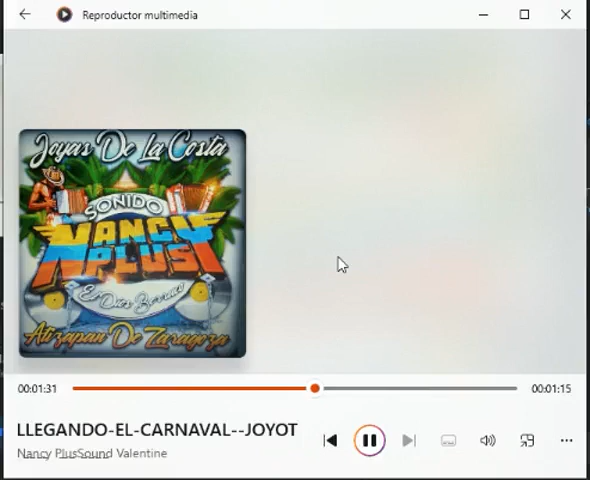 Reproductor multimedia
Joyas De La Costa
SONIDO
NANCY
PLUS
Atizapan De Zaragoza
00:01:31
00:01:15
LLEGANDO-EL-CARNAVAL--JOYOT
Nancy PlusSound Valentine